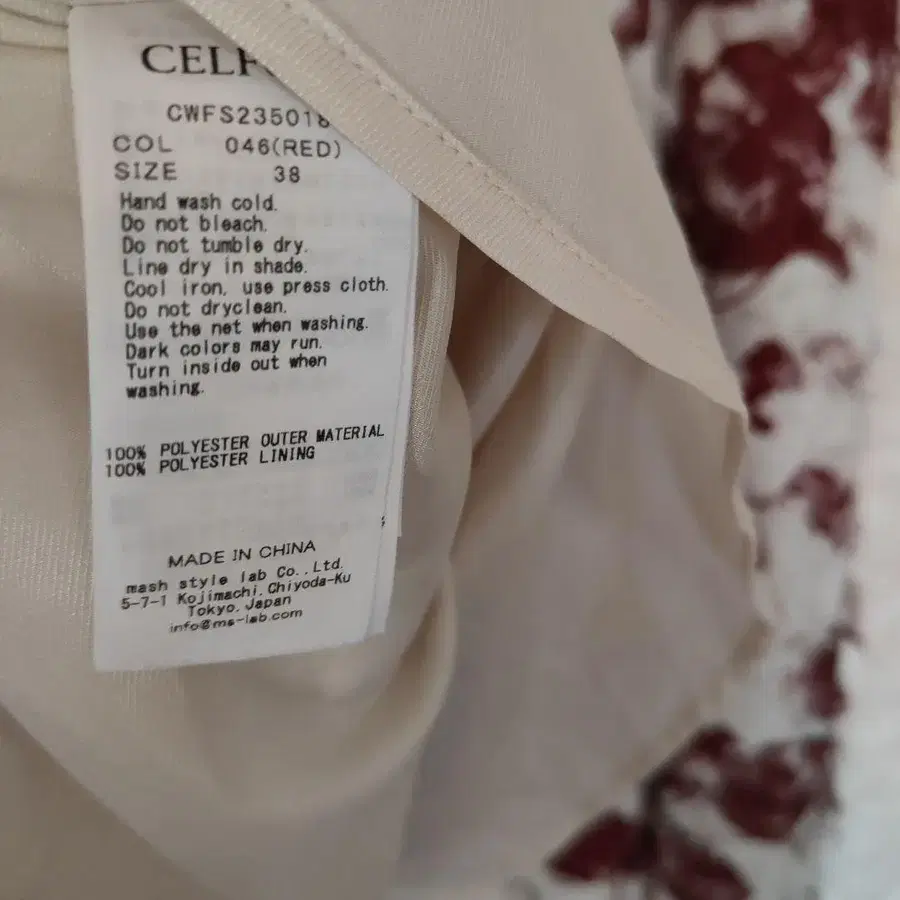 CELF
CWFS235018
COL 046(RED)
SIZE 38
Hand wash cold.
Do not bleach.
Do not tumble dry.
Line dry in shade.
Cool iron, use press cloth.
Do not dryclean.
Use the net when washing.
Dark colors may run.
Turn inside out when
washing.
100% POLYESTER OUTER MATERIAL
100% POLYESTER LINING
MADE IN CHINA
mash style lab Co.,Ltd.
5-7-1 Kojimachi,Chiyoda-Ku
Tokyo,Japan
info@ms-lab.com